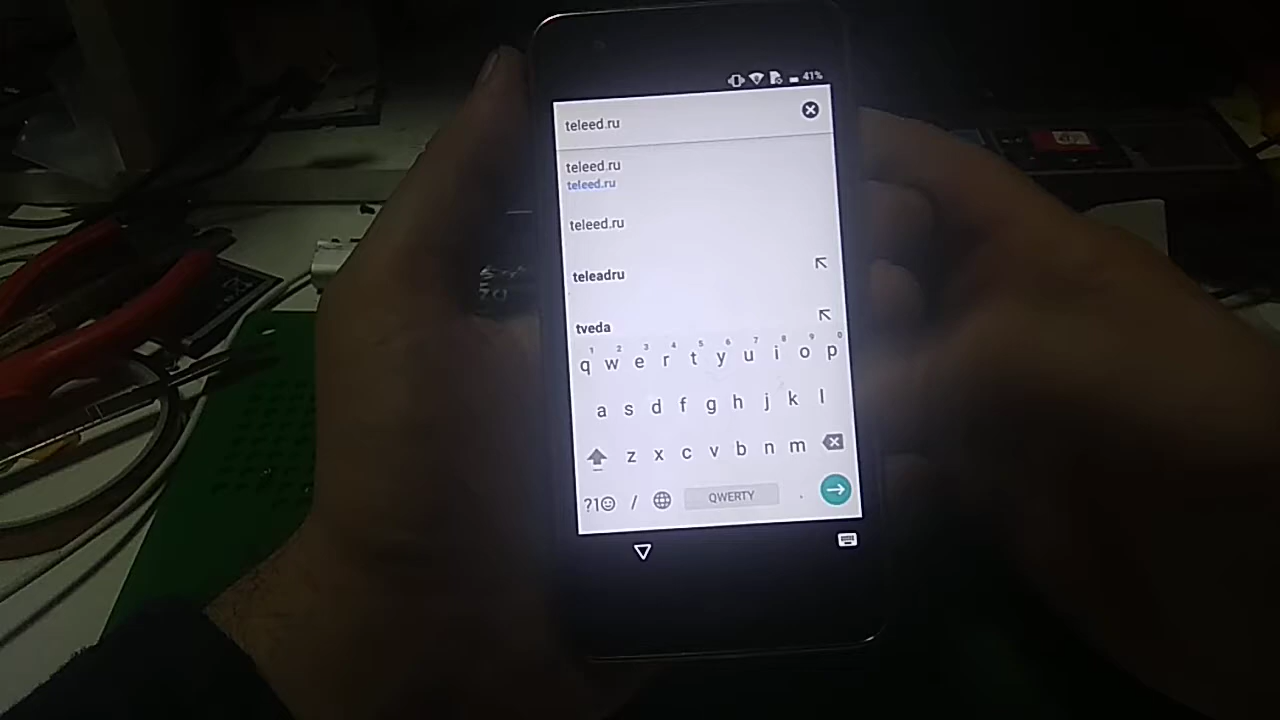 41%
teleed.ru
teleed.ru
teleed.ru
teleed.ru
teleadru
tveda
1 2 3 4 5 6 7 8 9 0
q w e r t y u i o p
a s d f g h j k l
z x c v b n m
?1☺ / QWERTY .